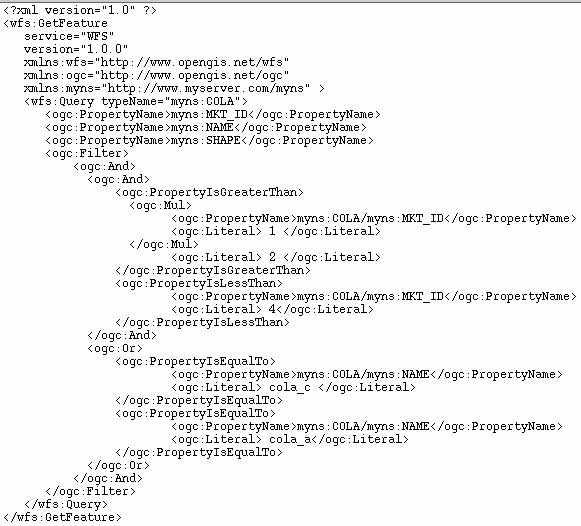 <?xml version="1.0" ?>
<wfs:GetFeature
service="WFS"
version="1.0.0"
xmlns:wfs="http://www.opengis.net/wfs"
xmlns:ogc="http://www.opengis.net/ogc"
xmlns:myns="http://www.myserver.com/myns" >
<wfs:Query typeName="myns:COLA">
<ogc:PropertyName>myns:MKT_ID</ogc:PropertyName>
<ogc:PropertyName>myns:NAME</ogc:PropertyName>
<ogc:PropertyName>myns:SHAPE</ogc:PropertyName>
<ogc:Filter>
<ogc:And>
<ogc:And>
<ogc:PropertyIsGreaterThan>
<ogc:Mul>
<ogc:PropertyName>myns:COLA/myns:MKT_ID</ogc:PropertyName>
<ogc:Literal> 1 </ogc:Literal>
</ogc:Mul>
<ogc:Literal> 2 </ogc:Literal>
</ogc:PropertyIsGreaterThan>
<ogc:PropertyIsLessThan>
<ogc:PropertyName>myns:COLA/myns:MKT_ID</ogc:PropertyName>
<ogc:Literal> 4</ogc:Literal>
</ogc:PropertyIsLessThan>
</ogc:And>
<ogc:Or>
<ogc:PropertyIsEqualTo>
<ogc:PropertyName>myns:COLA/myns:NAME</ogc:PropertyName>
<ogc:Literal> cola_c </ogc:Literal>
</ogc:PropertyIsEqualTo>
<ogc:PropertyIsEqualTo>
<ogc:PropertyName>myns:COLA/myns:NAME</ogc:PropertyName>
<ogc:Literal> cola_a</ogc:Literal>
</ogc:PropertyIsEqualTo>
</ogc:Or>
</ogc:And>
</ogc:Filter>
</wfs:Query>
</wfs:GetFeature>